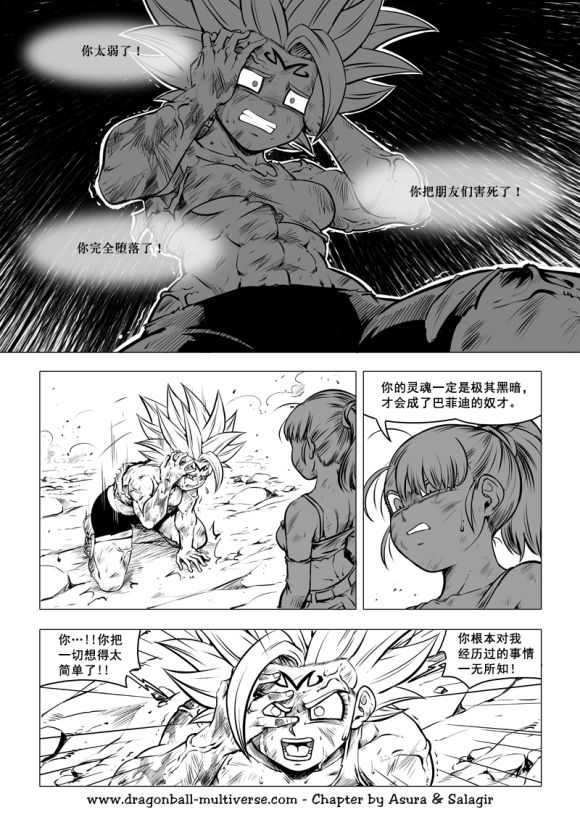 你太弱了！
你把朋友们害死了！
你完全堕落了！
你的灵魂一定是极其黑暗，
才会成了巴菲迪的奴才。
你…!!你把
一切想得太
简单了!!
你根本对我
经历过的事情
一无所知!
www.dragonball-multiverse.com - Chapter by Asura & Salagir